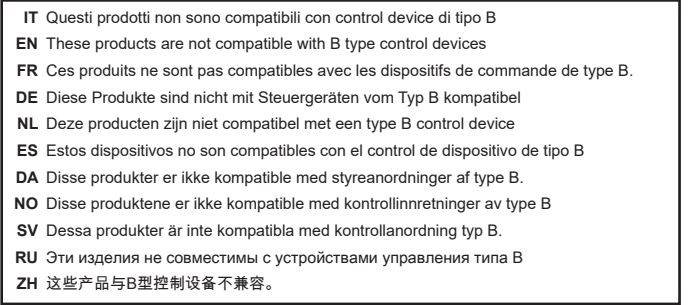 IT Questi prodotti non sono compatibili con control device di tipo B
EN These products are not compatible with B type control devices
FR Ces produits ne sont pas compatibles avec les dispositifs de commande de type B.
DE Diese Produkte sind nicht mit Steuergeräten vom Typ B kompatibel
NL Deze producten zijn niet compatibel met een type B control device
ES Estos dispositivos no son compatibles con el control de dispositivo de tipo B
DA Disse produkter er ikke kompatible med styreanordninger af type B.
NO Disse produktene er ikke kompatible med kontrollinnretninger av type B
SV Dessa produkter är inte kompatibla med kontrollanordning typ B.
RU Эти изделия не совместимы с устройствами управления типа B
ZH 这些产品与B型控制设备不兼容。